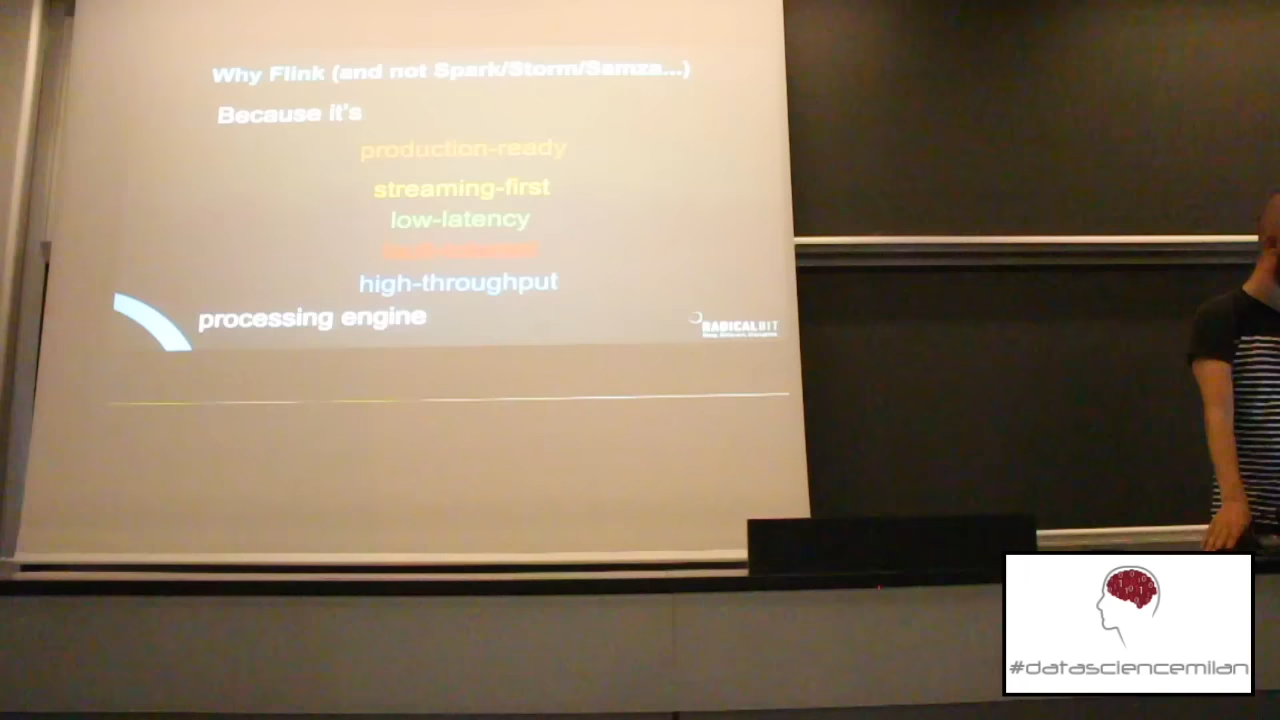 Why Flink (and not Spark/Storm/Samza...)
Because it's
production-ready
streaming-first
low-latency
high-throughput
processing engine
RADICALBIT
#datasciencemilan